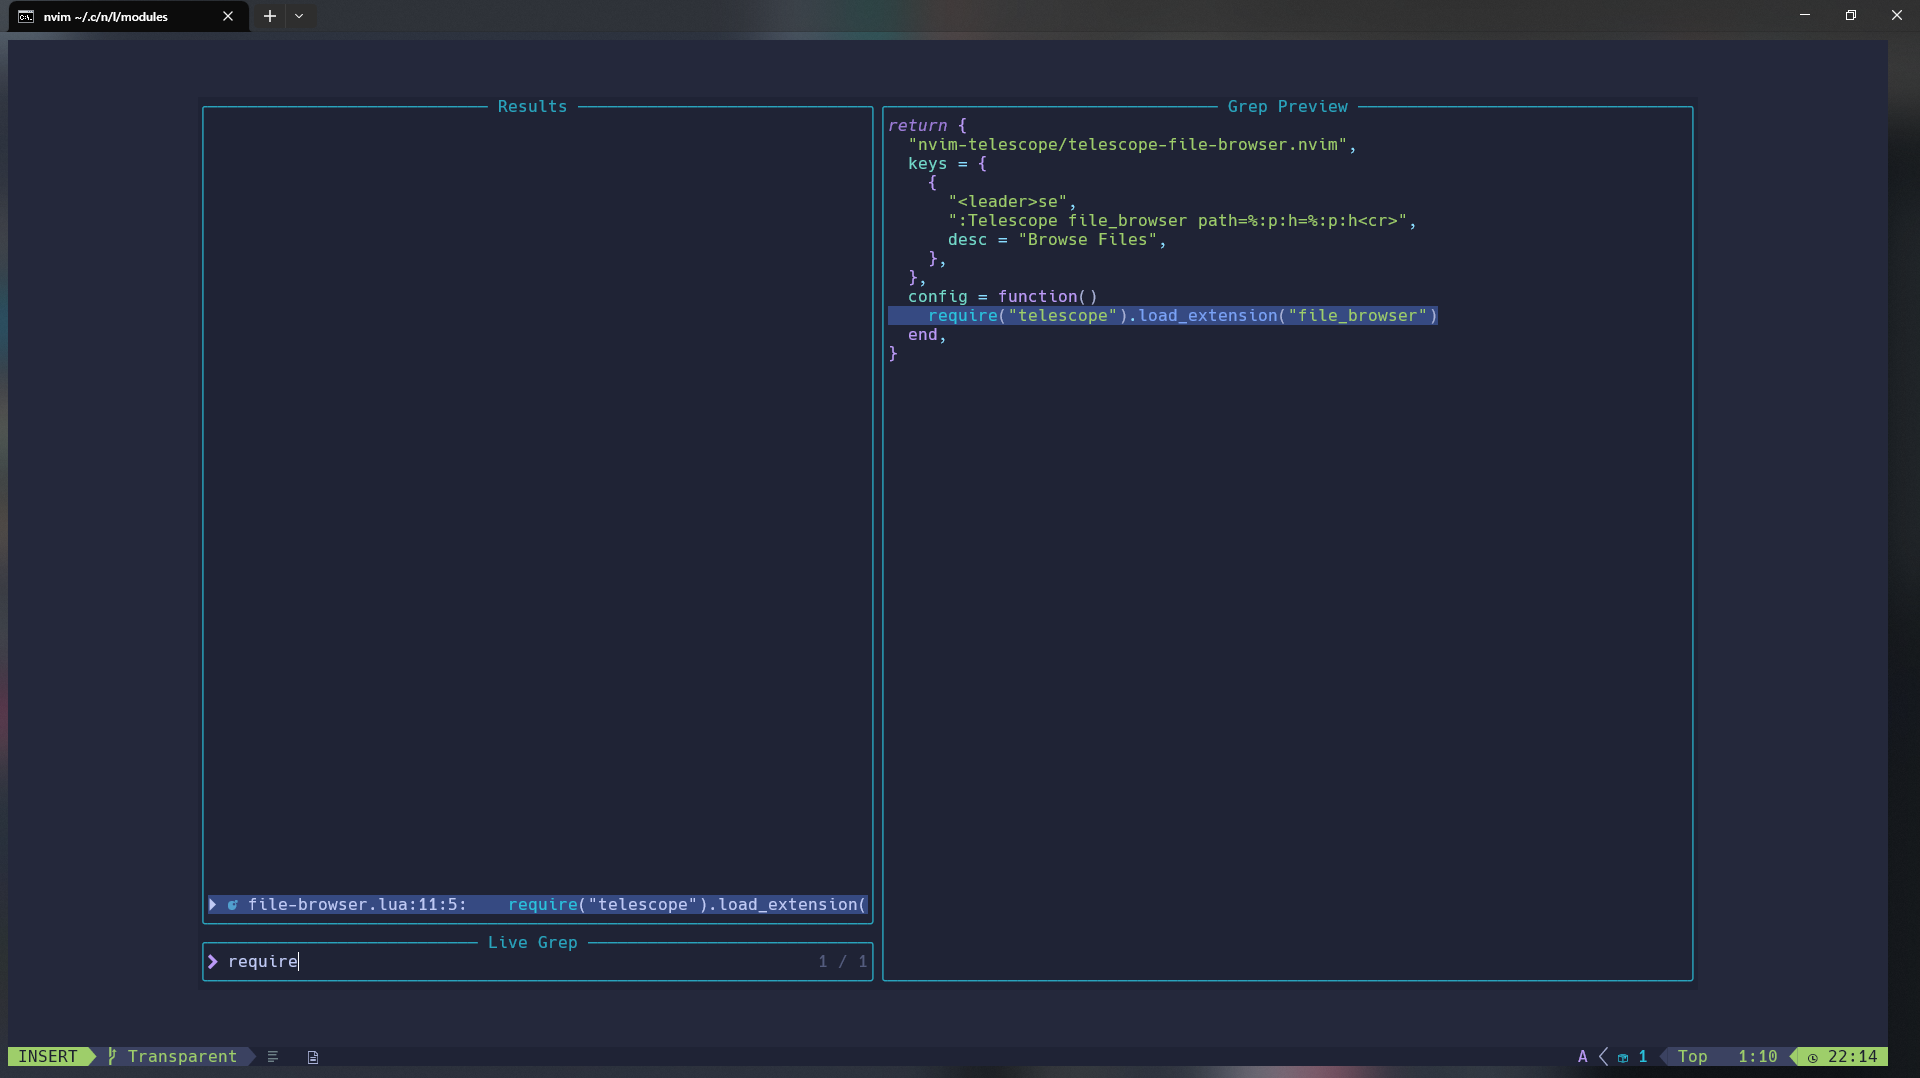 nvim ~/.c/n/l/modules
Results
file-browser.lua:11:5:    require("telescope").load_extension(
Live Grep
require
1 / 1
Grep Preview
return {
  "nvim-telescope/telescope-file-browser.nvim",
  keys = {
    {
      "<leader>se",
      ":Telescope file_browser path=%:p:h=%:p:h<cr>",
      desc = "Browse Files",
    },
  },
  config = function()
    require("telescope").load_extension("file_browser")
  end,
}
INSERT Transparent A 1 Top 1:10 22:14